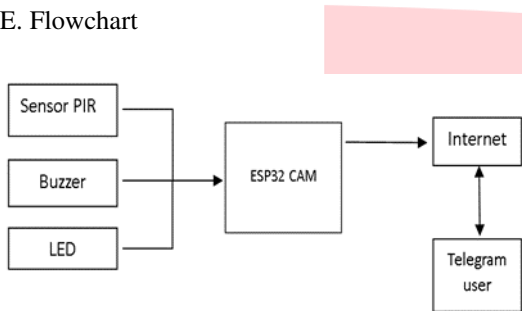 E. Flowchart
Sensor PIR
Buzzer
LED
ESP32 CAM
Internet
Telegram
user